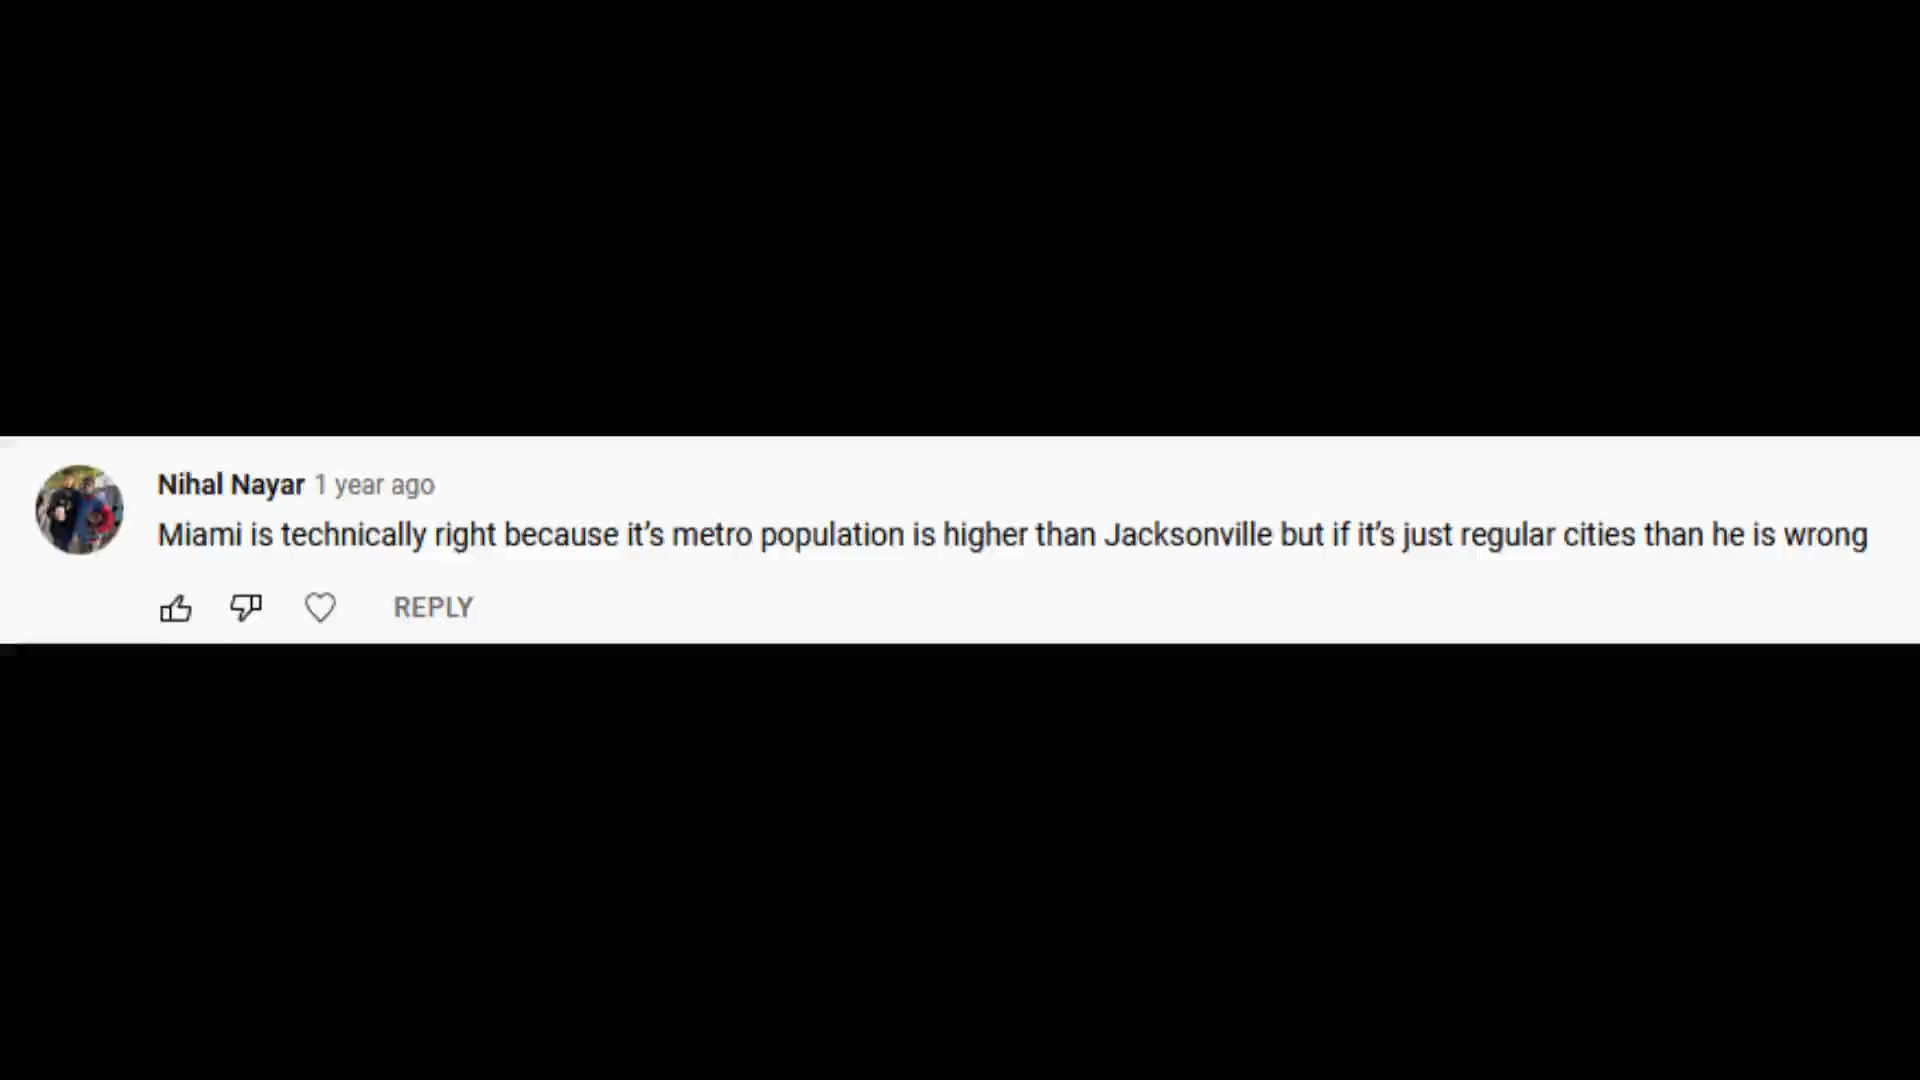 Nihal Nayar 1 year ago
Miami is technically right because it’s metro population is higher than Jacksonville but if it’s just regular cities than he is wrong
REPLY